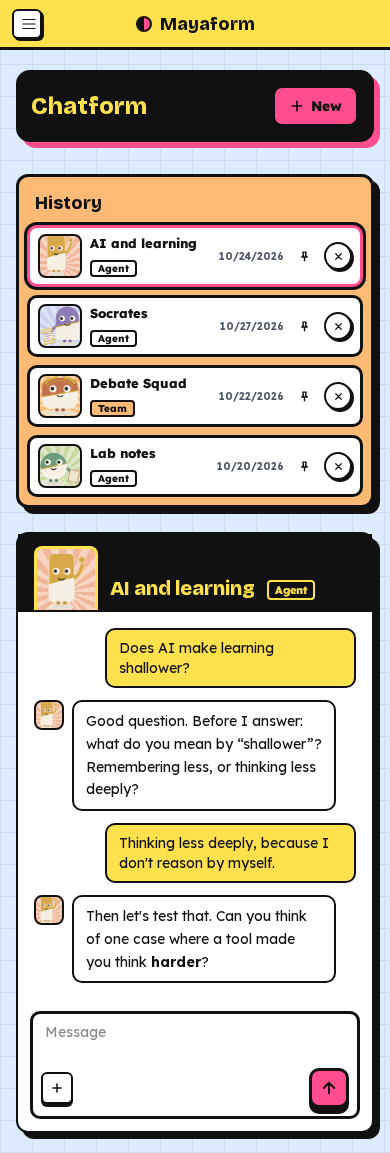 Mayaform
Chatform
New
History
AI and learning
Agent
10/24/2026
Socrates
Agent
10/27/2026
Debate Squad
Team
10/22/2026
Lab notes
Agent
10/20/2026
AI and learning
Agent
Does AI make learning
shallower?
Good question. Before I answer:
what do you mean by “shallower”?
Remembering less, or thinking less
deeply?
Thinking less deeply, because I
don't reason by myself.
Then let's test that. Can you think
of one case where a tool made
you think harder?
Message